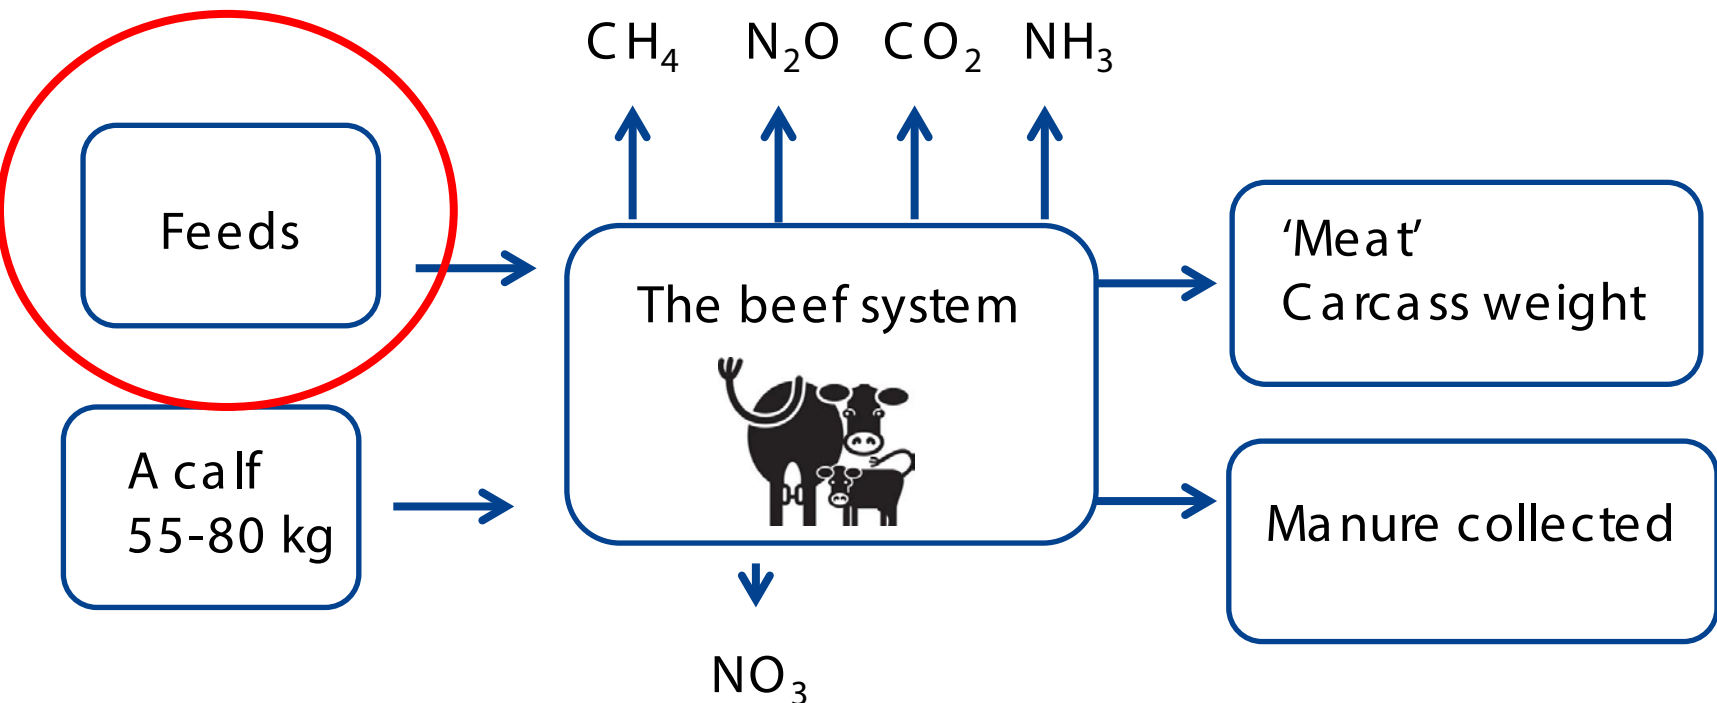 CH₄ N₂O CO₂ NH₃
Feeds
The beef system
'Meat'
Carcass weight
A calf
55-80 kg
Manure collected
NO₃